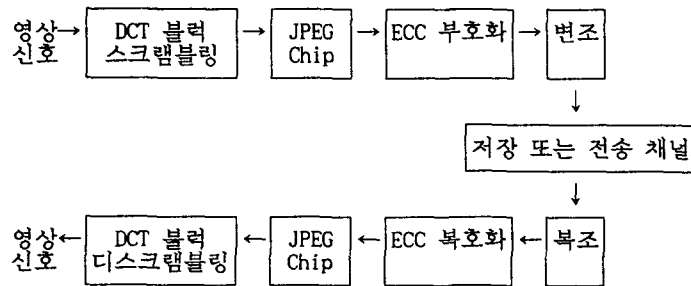 영상→ DCT 블럭 → JPEG → ECC 부호화 → 변조
신호 스크램블링 Chip
↓
저장 또는 전송 채널
↓
영상← DCT 블럭 ← JPEG ← ECC 복호화 ← 복조
신호 디스크램블링 Chip